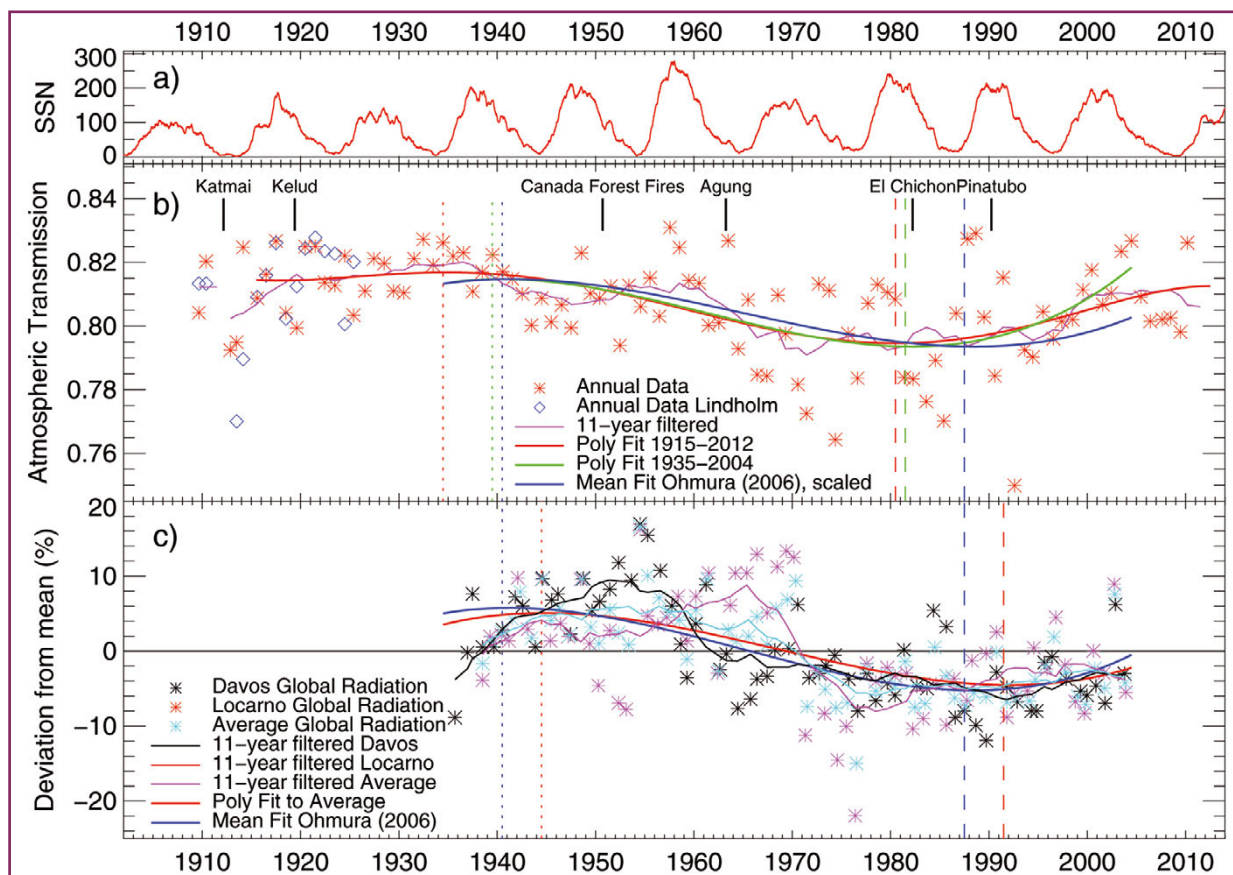 1910 1920 1930 1940 1950 1960 1970 1980 1990 2000 2010
300
a)
200
SSN
100
0
Katmai Kelud Canada Forest Fires Agung El Chichon Pinatubo
0.84
b)
0.82
0.80
0.78
0.76
Atmospheric Transmission
Annual Data
Annual Data Lindholm
11-year filtered
Poly Fit 1915-2012
Poly Fit 1935-2004
Mean Fit Ohmura (2006), scaled
20
c)
10
0
-10
-20
Deviation from mean (%)
Davos Global Radiation
Locarno Global Radiation
Average Global Radiation
11-year filtered Davos
11-year filtered Locarno
11-year filtered Average
Poly Fit to Average
Mean Fit Ohmura (2006)
1910 1920 1930 1940 1950 1960 1970 1980 1990 2000 2010